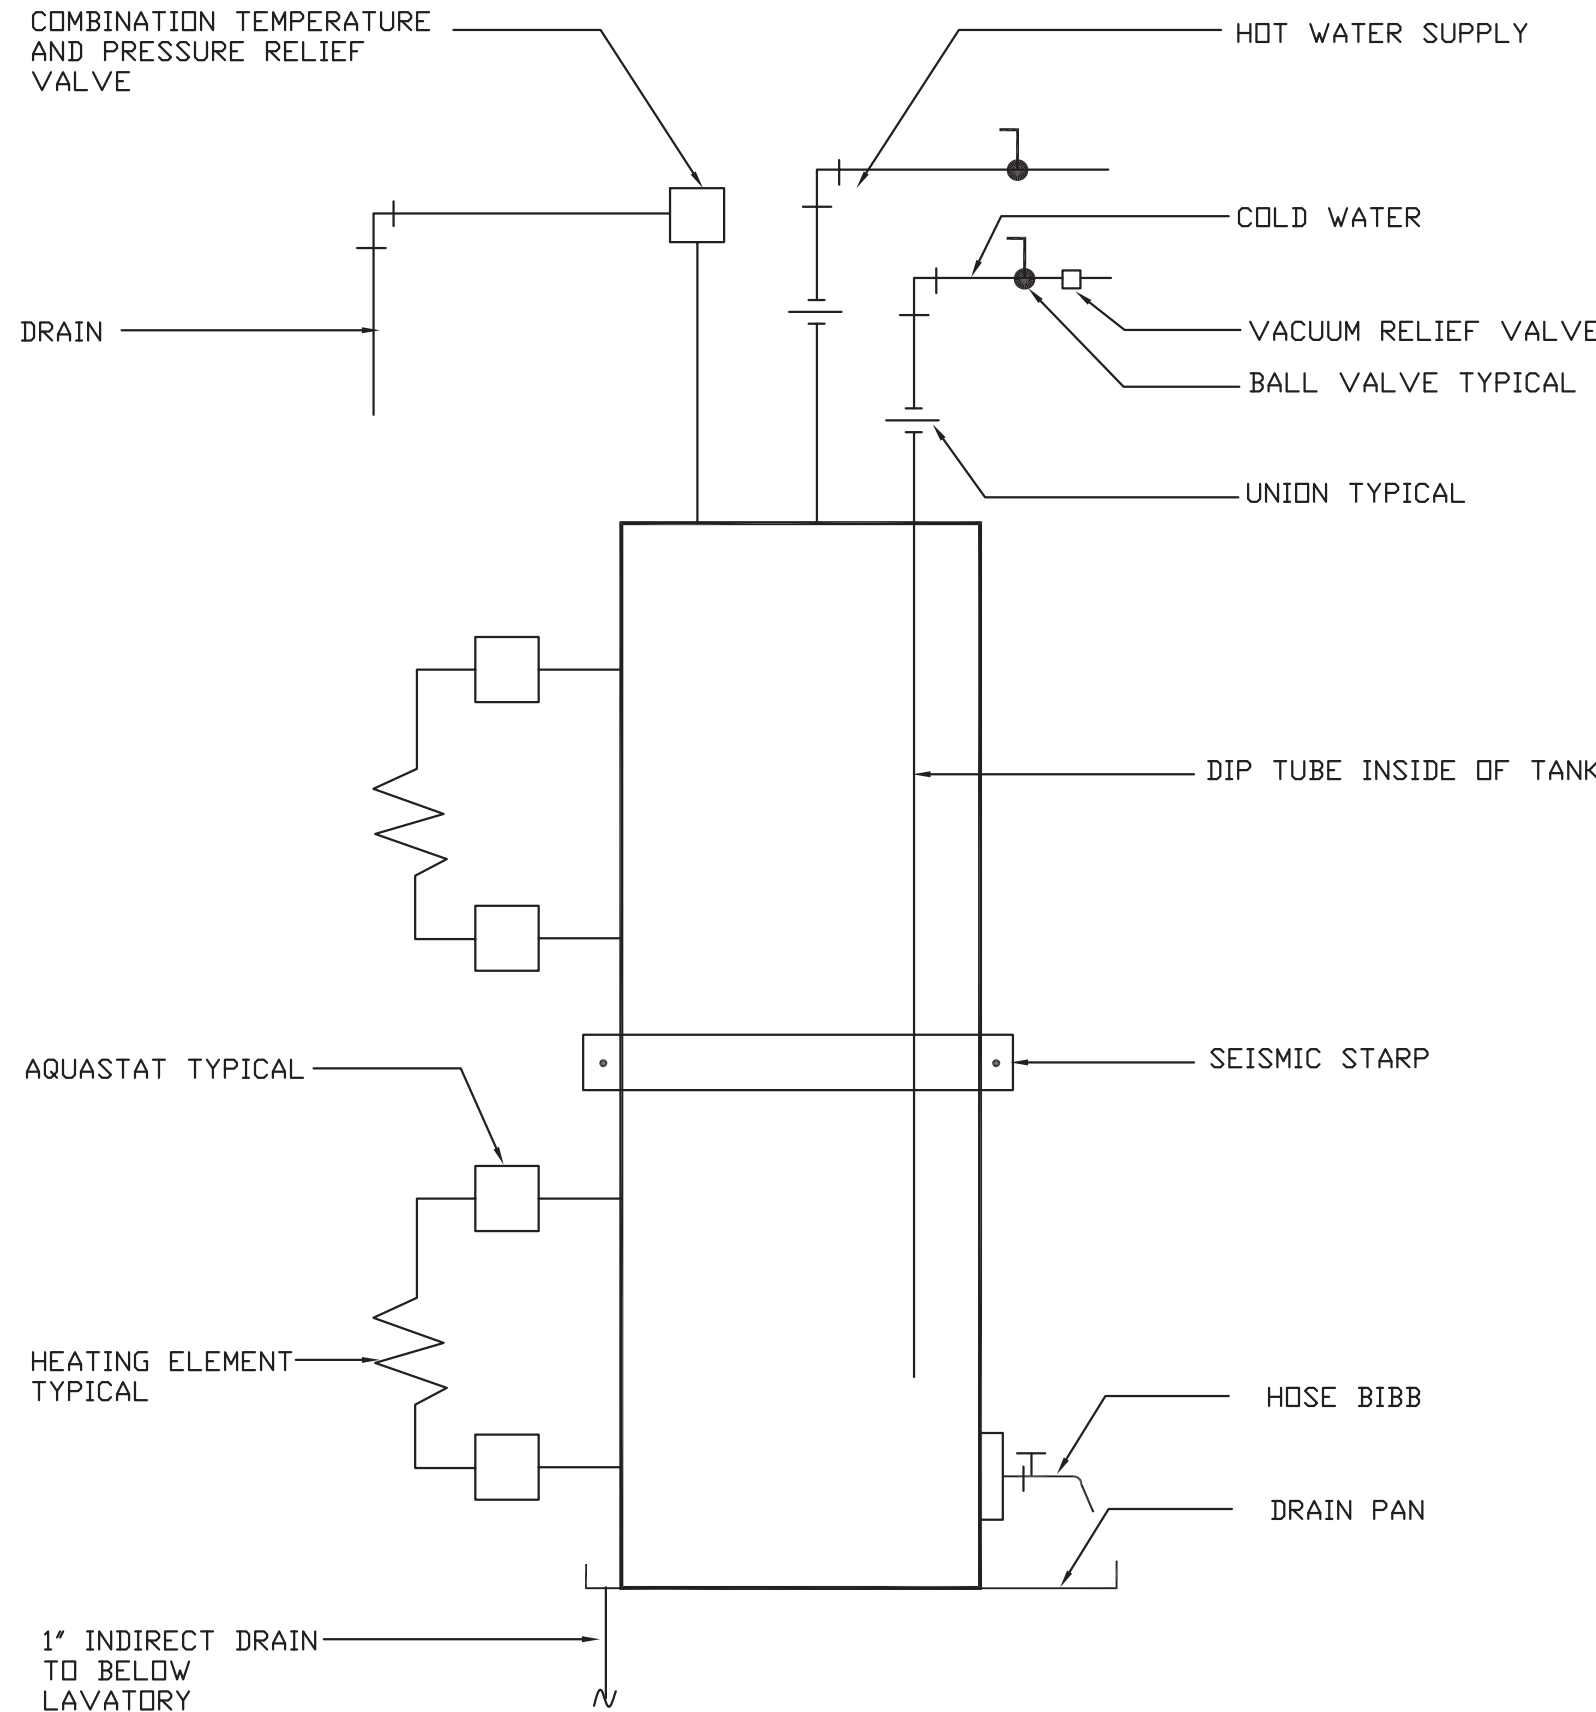 COMBINATION TEMPERATURE
AND PRESSURE RELIEF
VALVE
HOT WATER SUPPLY
COLD WATER
DRAIN
VACUUM RELIEF VALVE
BALL VALVE TYPICAL
UNION TYPICAL
DIP TUBE INSIDE OF TANK
AQUASTAT TYPICAL
SEISMIC STARP
HEATING ELEMENT
TYPICAL
HOSE BIBB
DRAIN PAN
1" INDIRECT DRAIN
TO BELOW
LAVATORY